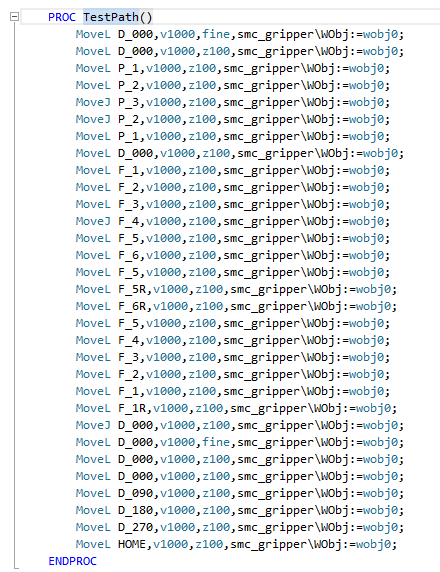 PROC TestPath()
MoveL D_000,v1000,fine,smc_gripper\WObj:=wobj0;
MoveL D_000,v1000,z100,smc_gripper\WObj:=wobj0;
MoveL P_1,v1000,z100,smc_gripper\WObj:=wobj0;
MoveL P_2,v1000,z100,smc_gripper\WObj:=wobj0;
MoveJ P_3,v1000,z100,smc_gripper\WObj:=wobj0;
MoveJ P_2,v1000,z100,smc_gripper\WObj:=wobj0;
MoveL P_1,v1000,z100,smc_gripper\WObj:=wobj0;
MoveL D_000,v1000,z100,smc_gripper\WObj:=wobj0;
MoveL F_1,v1000,z100,smc_gripper\WObj:=wobj0;
MoveL F_2,v1000,z100,smc_gripper\WObj:=wobj0;
MoveL F_3,v1000,z100,smc_gripper\WObj:=wobj0;
MoveJ F_4,v1000,z100,smc_gripper\WObj:=wobj0;
MoveL F_5,v1000,z100,smc_gripper\WObj:=wobj0;
MoveL F_6,v1000,z100,smc_gripper\WObj:=wobj0;
MoveL F_5,v1000,z100,smc_gripper\WObj:=wobj0;
MoveL F_5R,v1000,z100,smc_gripper\WObj:=wobj0;
MoveL F_6R,v1000,z100,smc_gripper\WObj:=wobj0;
MoveL F_5,v1000,z100,smc_gripper\WObj:=wobj0;
MoveL F_4,v1000,z100,smc_gripper\WObj:=wobj0;
MoveL F_3,v1000,z100,smc_gripper\WObj:=wobj0;
MoveL F_2,v1000,z100,smc_gripper\WObj:=wobj0;
MoveL F_1,v1000,z100,smc_gripper\WObj:=wobj0;
MoveL F_1R,v1000,z100,smc_gripper\WObj:=wobj0;
MoveJ D_000,v1000,z100,smc_gripper\WObj:=wobj0;
MoveL D_000,v1000,fine,smc_gripper\WObj:=wobj0;
MoveL D_000,v1000,z100,smc_gripper\WObj:=wobj0;
MoveL D_000,v1000,z100,smc_gripper\WObj:=wobj0;
MoveL D_090,v1000,z100,smc_gripper\WObj:=wobj0;
MoveL D_180,v1000,z100,smc_gripper\WObj:=wobj0;
MoveL D_270,v1000,z100,smc_gripper\WObj:=wobj0;
MoveL HOME,v1000,z100,smc_gripper\WObj:=wobj0;
ENDPROC